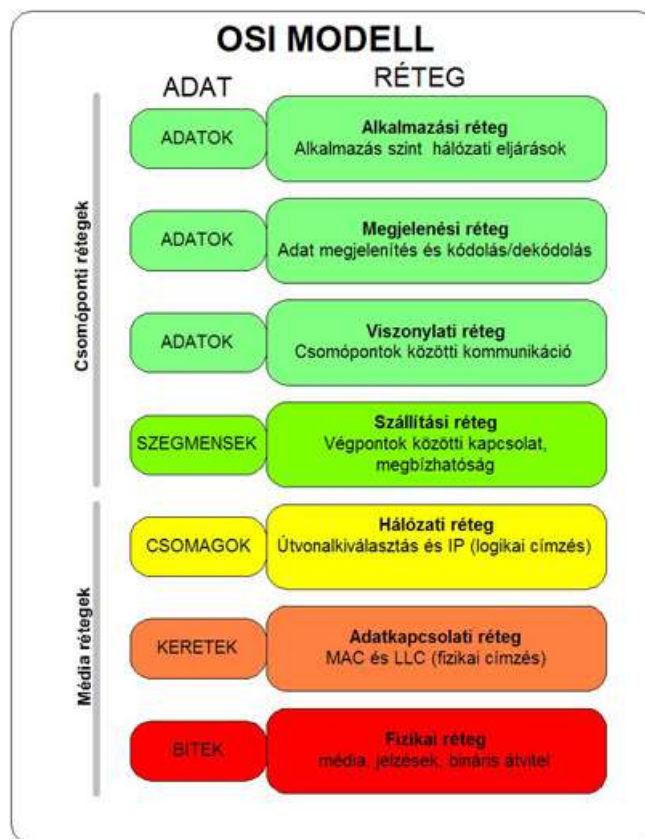 OSI MODELL
ADAT
RÉTEG
Csomóponti rétegek
ADATOK
Alkalmazási réteg
Alkalmazás szint  hálózati eljárások
ADATOK
Megjelenési réteg
Adat megjelenítés és kódolás/dekódolás
ADATOK
Viszonylati réteg
Csomópontok közötti kommunikáció
SZEGMENSEK
Szállítási réteg
Végpontok közötti kapcsolat,
megbízhatóság
Média rétegek
CSOMAGOK
Hálózati réteg
Útvonalkiválasztás és IP (logikai címzés)
KERETEK
Adatkapcsolati réteg
MAC és LLC (fizikai címzés)
BITEK
Fizikai réteg
média, jelzések, bináris átvitel